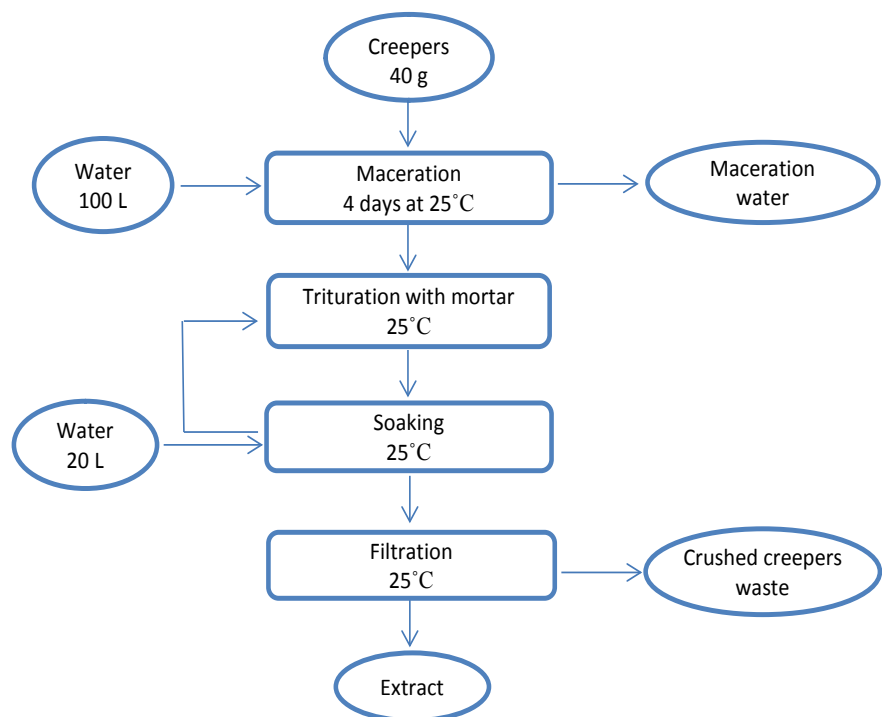 Creepers
40 g
Water
100 L
Maceration
4 days at 25˚C
Maceration
water
Trituration with mortar
25˚C
Water
20 L
Soaking
25˚C
Filtration
25˚C
Crushed creepers
waste
Extract